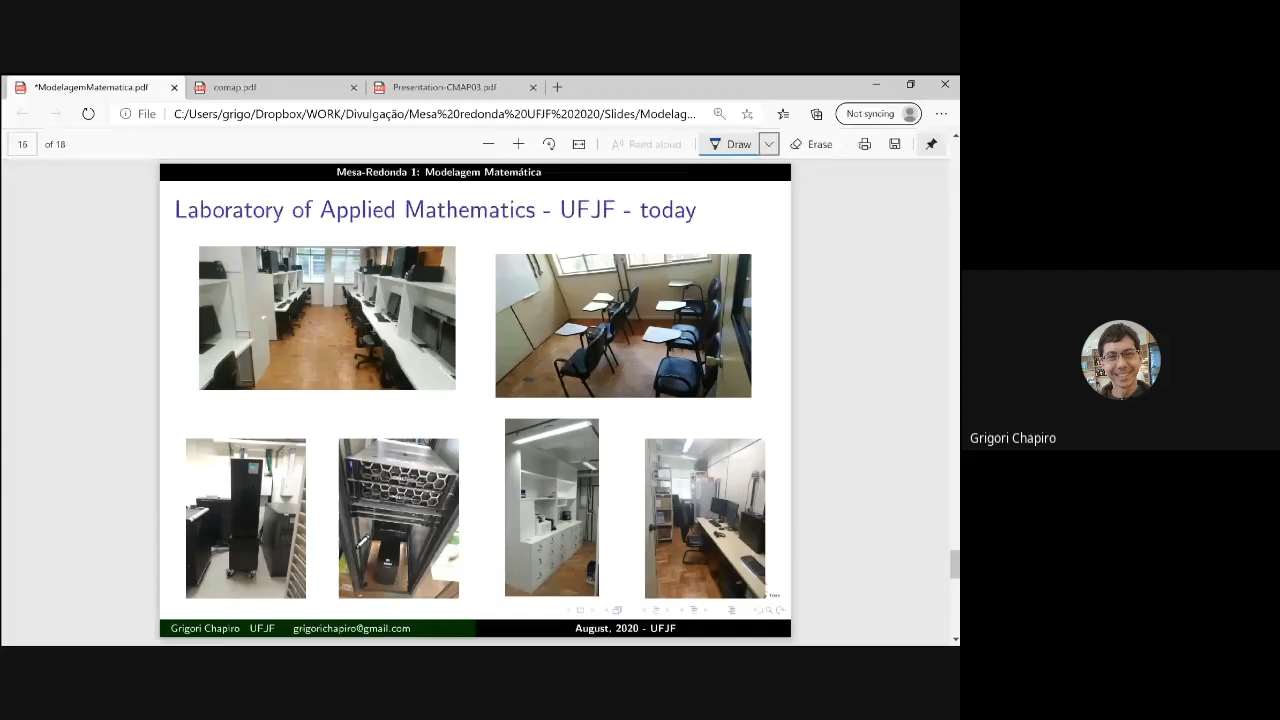 *ModelagemMatematica.pdf
comap.pdf
Presentation-CMAP03.pdf
File
C:/Users/grigo/Dropbox/WORK/Divulgação/Mesa%20redonda%20UFJF%202020/Slides/Modelag...
Not syncing
16 of 18
Read aloud
Draw
Erase
Mesa-Redonda 1: Modelagem Matemática
Laboratory of Applied Mathematics - UFJF - today
Grigori Chapiro UFJF grigorichapiro@gmail.com
August, 2020 - UFJF
Grigori Chapiro